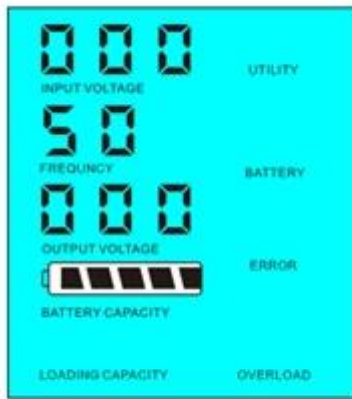 000
INPUT VOLTAGE
UTILITY
50
FREQUNCY
BATTERY
000
OUTPUT VOLTAGE
ERROR
BATTERY CAPACITY
LOADING CAPACITY
OVERLOAD